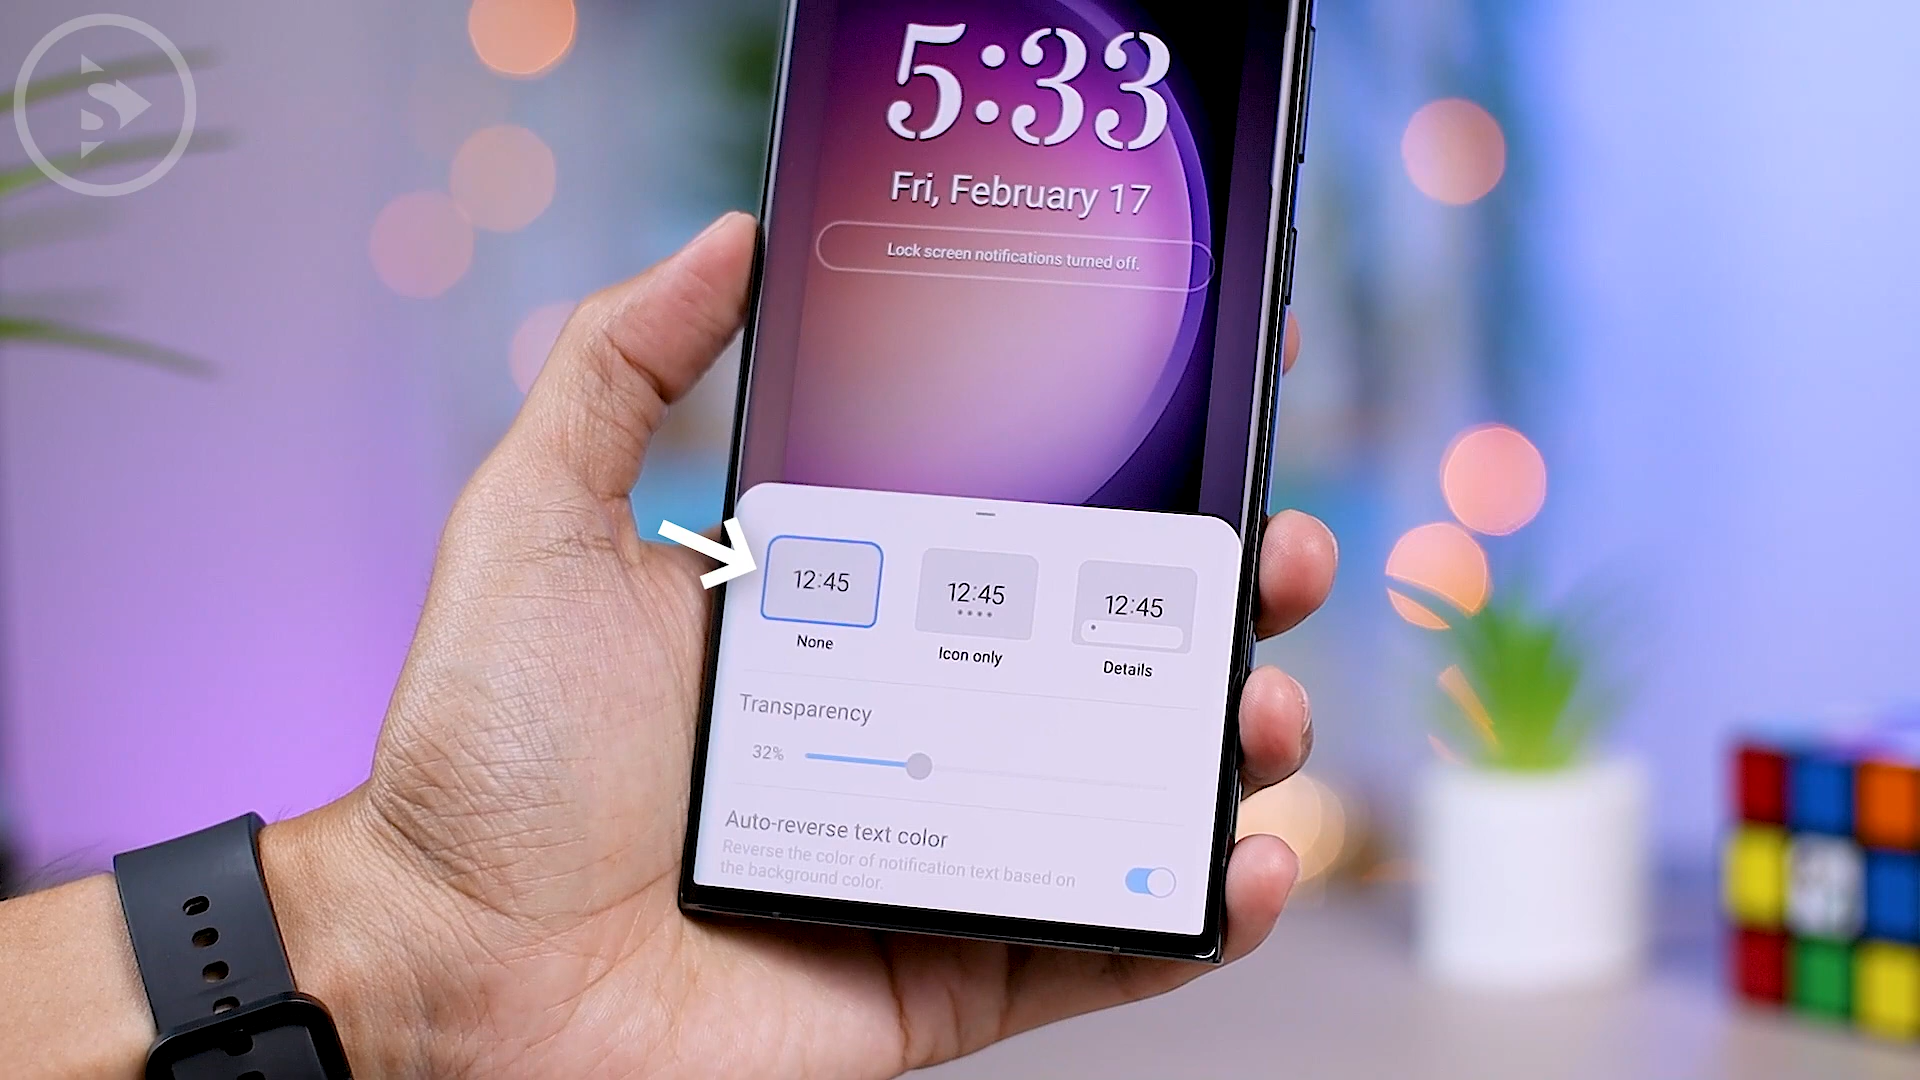 5:33
Fri, February 17
Lock screen notifications turned off.
12:45
12:45
12:45
None
Icon only
Details
Transparency
32%
Auto-reverse text color
Reverse the color of notification text based on
the background color.